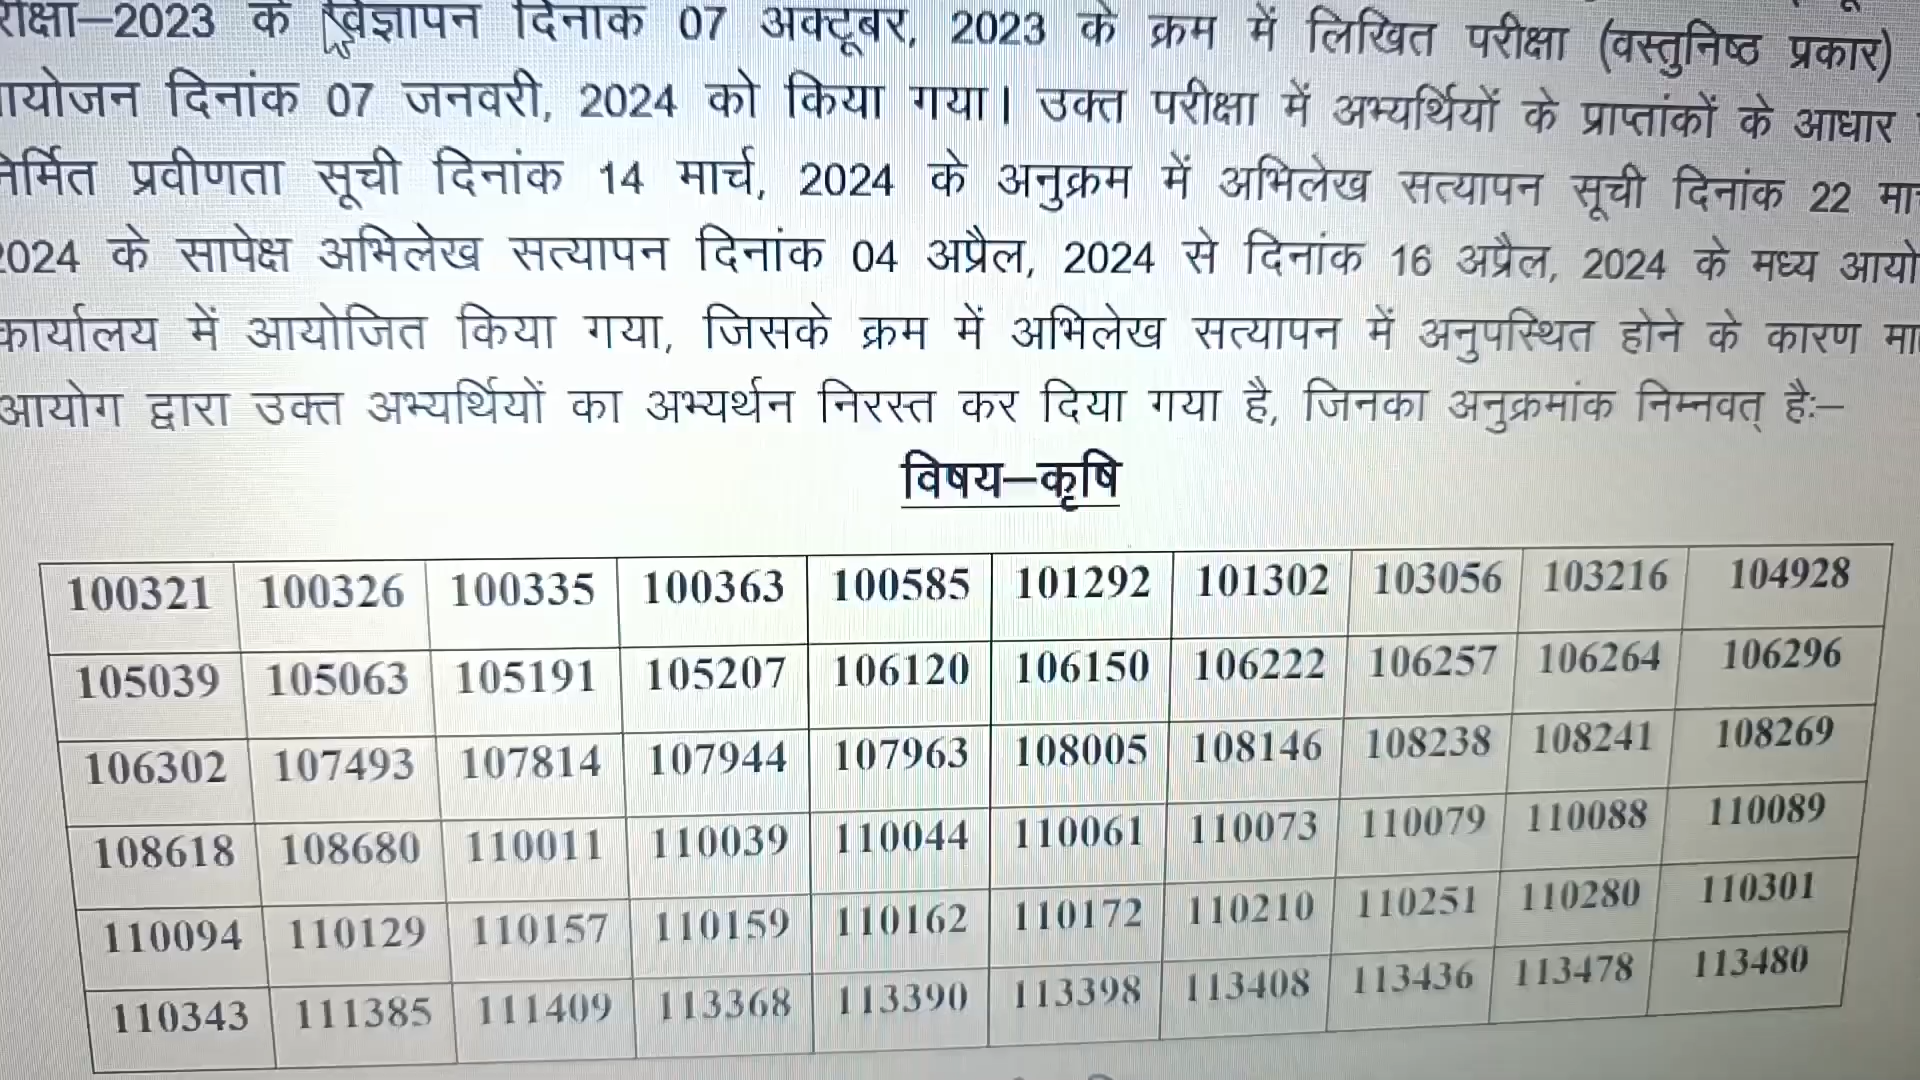 रीक्षा–2023 के विज्ञापन दिनांक 07 अक्टूबर, 2023 के क्रम में लिखित परीक्षा (वस्तुनिष्ठ प्रकार)
ायोजन दिनांक 07 जनवरी, 2024 को किया गया। उक्त परीक्षा में अभ्यर्थियों के प्राप्तांकों के आधार
नेर्मित प्रवीणता सूची दिनांक 14 मार्च, 2024 के अनुक्रम में अभिलेख सत्यापन सूची दिनांक 22 मार्च
2024 के सापेक्ष अभिलेख सत्यापन दिनांक 04 अप्रैल, 2024 से दिनांक 16 अप्रैल, 2024 के मध्य आयो
कार्यालय में आयोजित किया गया, जिसके क्रम में अभिलेख सत्यापन में अनुपस्थित होने के कारण मा
आयोग द्वारा उक्त अभ्यर्थियों का अभ्यर्थन निरस्त कर दिया गया है, जिनका अनुक्रमांक निम्नवत् है:–
विषय–कृषि
100321 100326 100335 100363 100585 101292 101302 103056 103216 104928
105039 105063 105191 105207 106120 106150 106222 106257 106264 106296
106302 107493 107814 107944 107963 108005 108146 108238 108241 108269
108618 108680 110011 110039 110044 110061 110073 110079 110088 110089
110094 110129 110157 110159 110162 110172 110210 110251 110280 110301
110343 111385 111409 113368 113390 113398 113408 113436 113478 113480